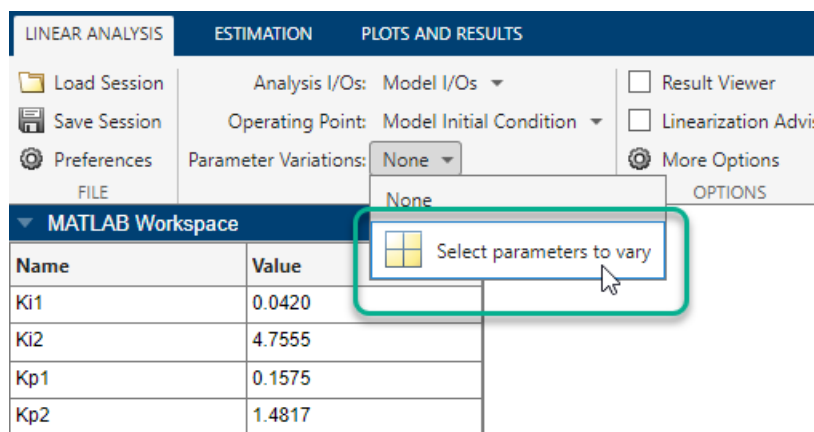 LINEAR ANALYSIS ESTIMATION PLOTS AND RESULTS
Load Session Analysis I/Os: Model I/Os Result Viewer
Save Session Operating Point: Model Initial Condition Linearization Advis
Preferences Parameter Variations: None More Options
FILE None OPTIONS
MATLAB Workspace
Select parameters to vary
Name Value
Ki1 0.0420
Ki2 4.7555
Kp1 0.1575
Kp2 1.4817